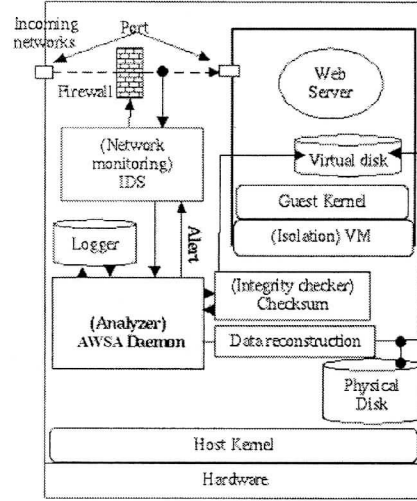 Incoming
networks
Port
Firewall
Web
Server
(Network
monitoring)
IDS
Virtual disk
Guest Kernel
(Isolation) VM
Logger
Alert
(Analyzer)
AWSA Daemon
(Integrity checker)
Checksum
Data reconstruction
Physical
Disk
Host Kernel
Hardware